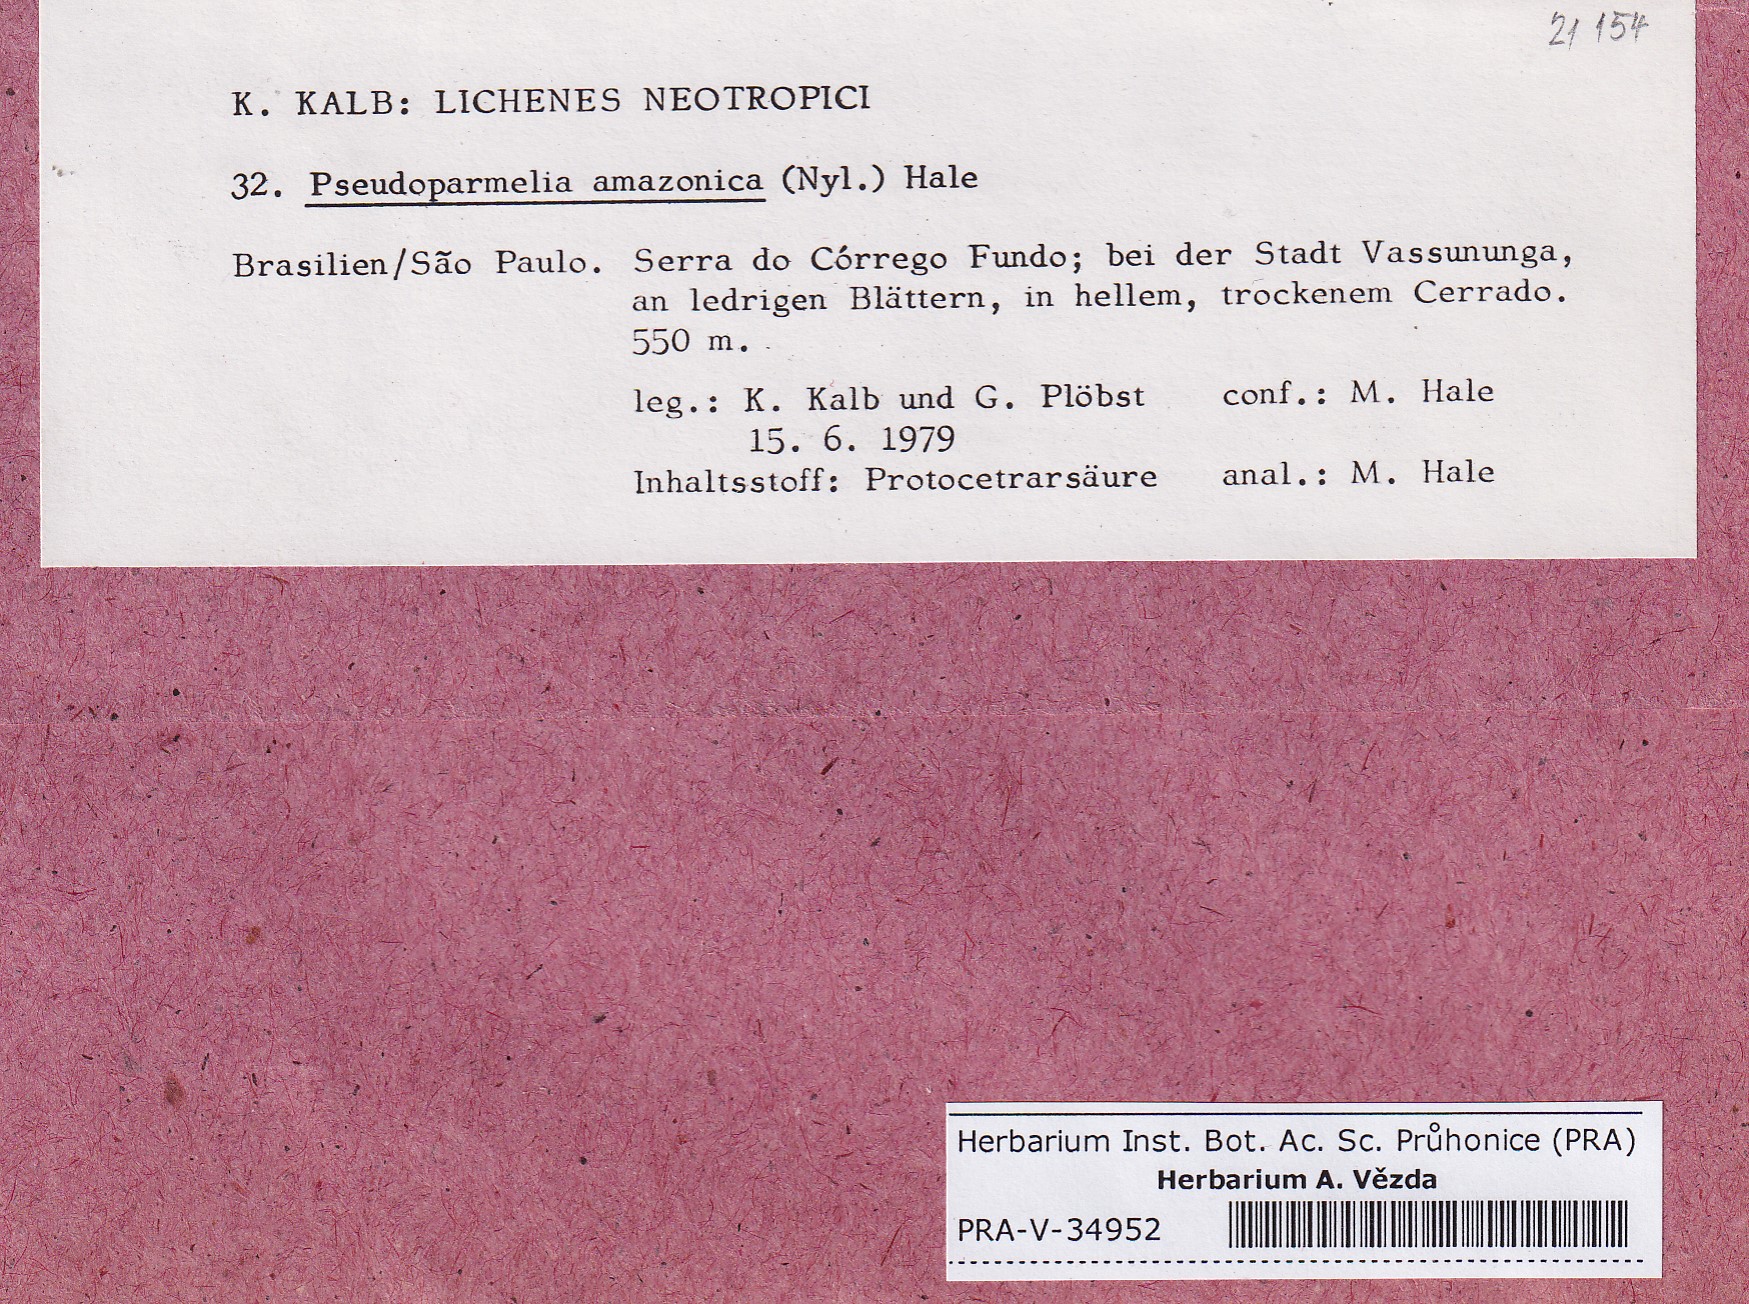 21 154
K. KALB: LICHENES NEOTROPICI
32. Pseudoparmelia amazonica (Nyl.) Hale
Brasilien/São Paulo. Serra do Córrego Fundo; bei der Stadt Vassununga,
an ledrigen Blättern, in hellem, trockenem Cerrado.
550 m.
leg.: K. Kalb und G. Plöbst conf.: M. Hale
15. 6. 1979
Inhaltsstoff: Protocetrarsäure anal.: M. Hale
Herbarium Inst. Bot. Ac. Sc. Průhonice (PRA)
Herbarium A. Vězda
PRA-V-34952